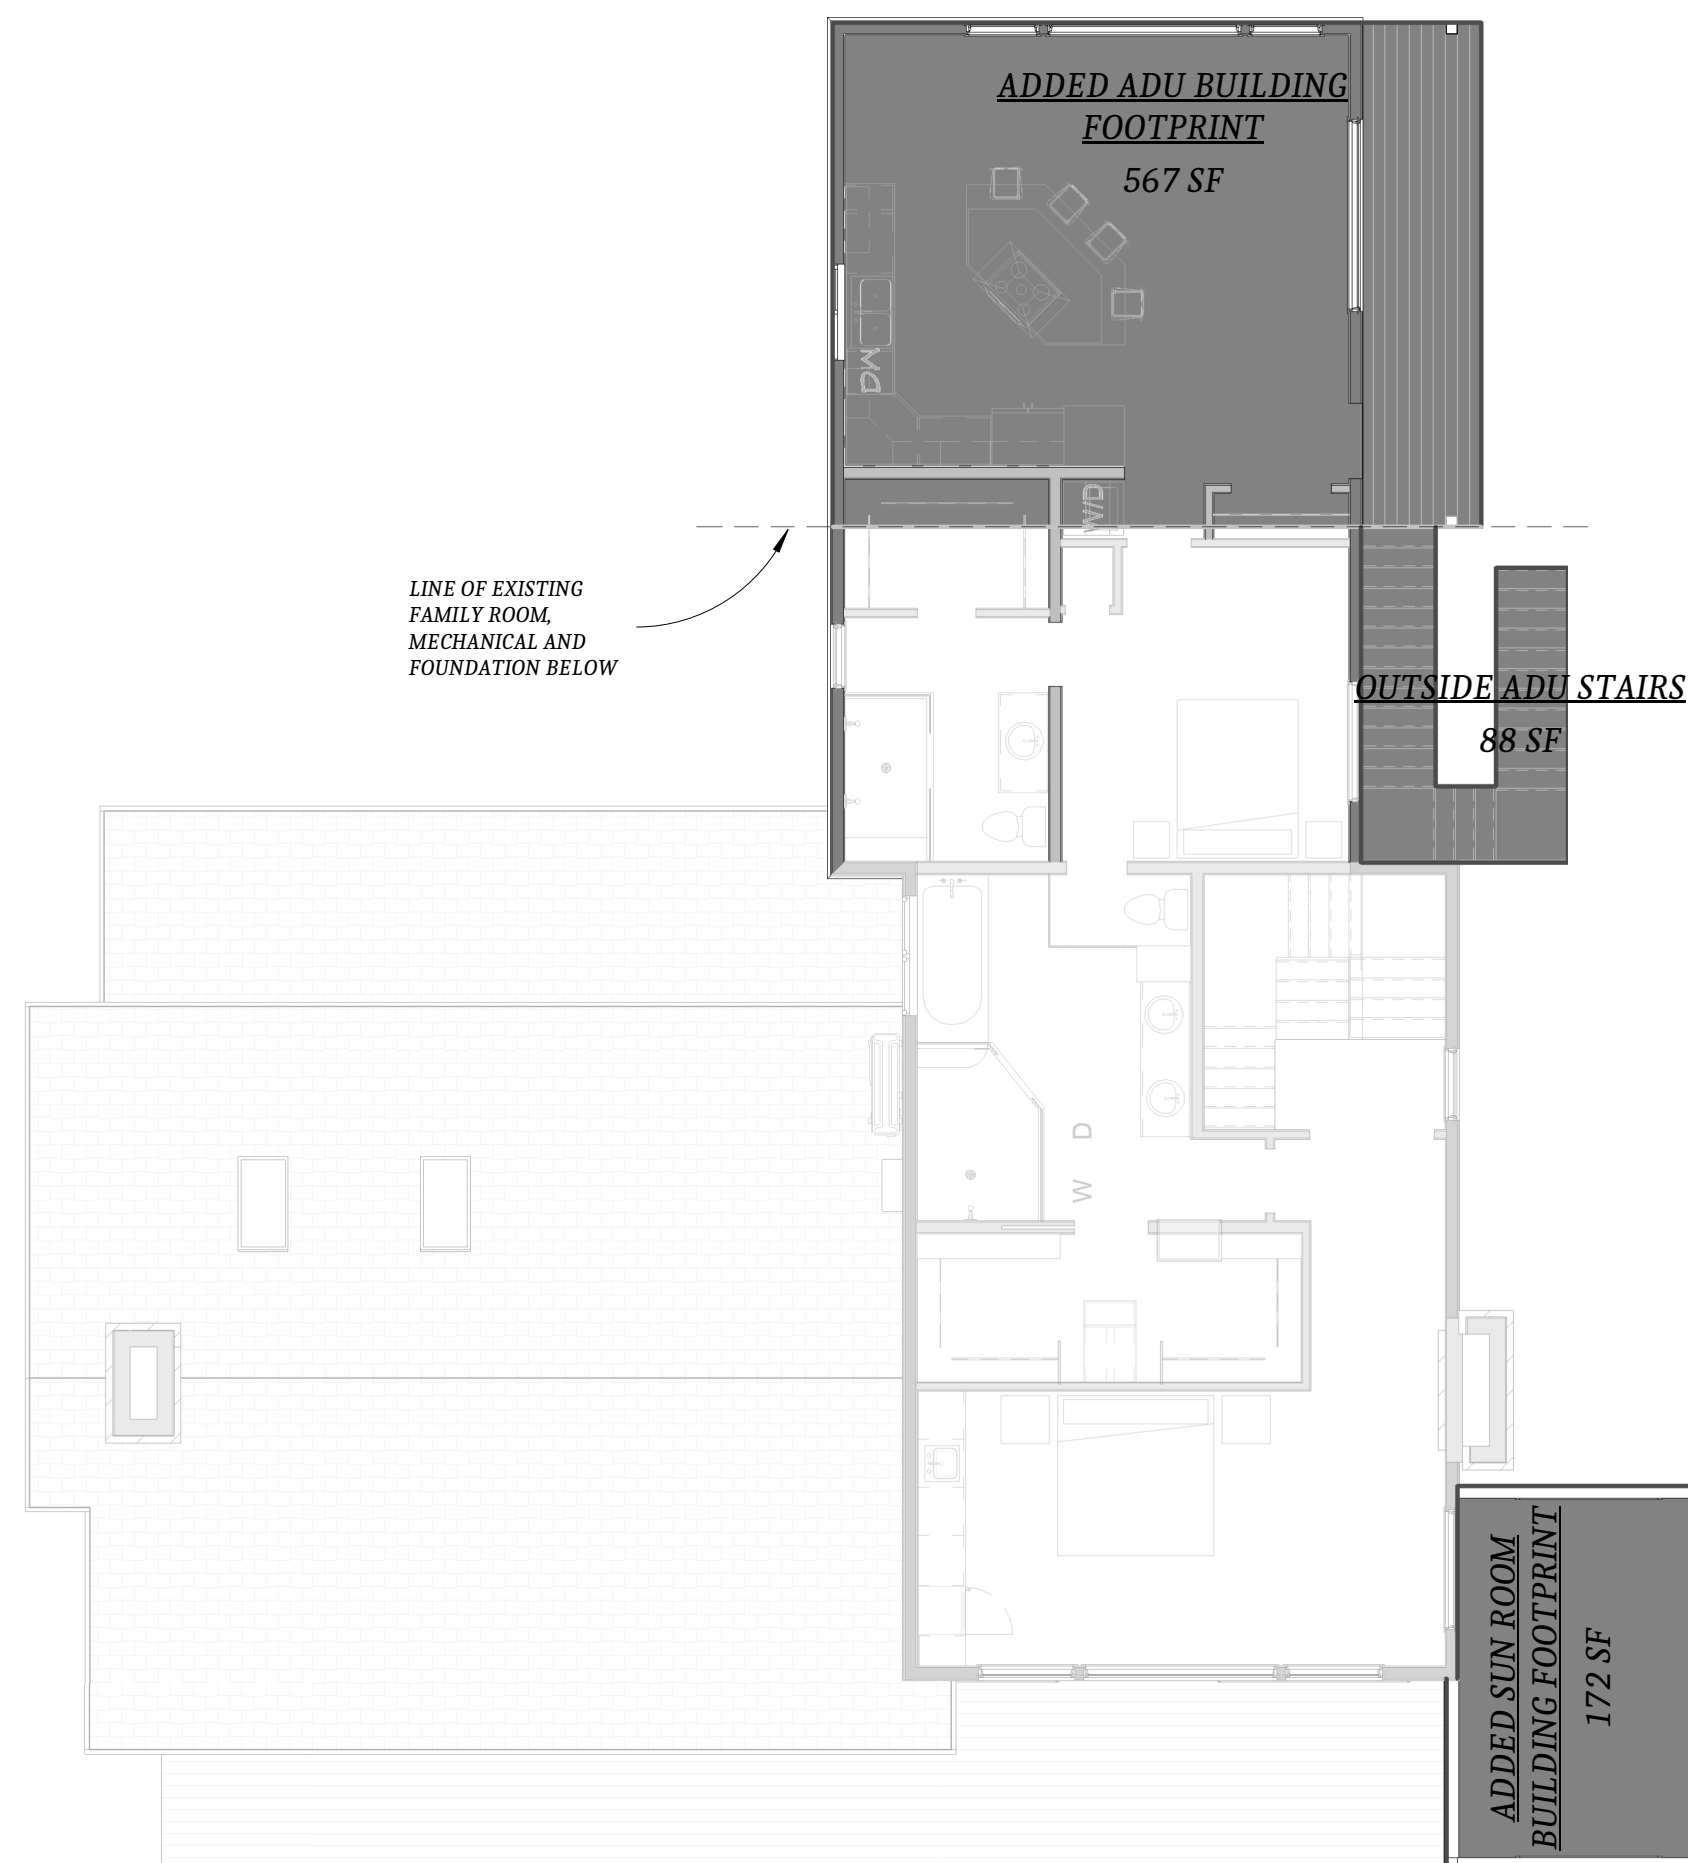 ADDED ADU BUILDING
FOOTPRINT
567 SF
DW
W/D
LINE OF EXISTING
FAMILY ROOM,
MECHANICAL AND
FOUNDATION BELOW
OUTSIDE ADU STAIRS
88 SF
W D
ADDED SUN ROOM
BUILDING FOOTPRINT
172 SF